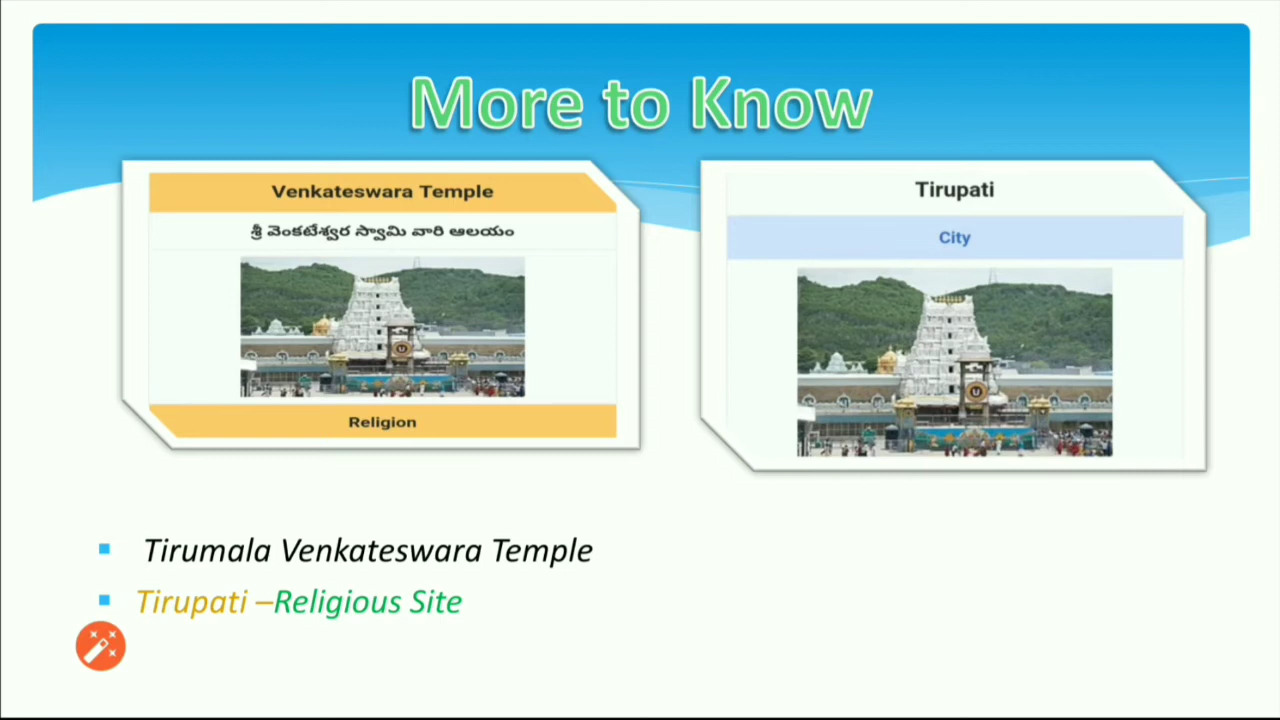 More to Know
Venkateswara Temple
శ్రీ వెంకటేశ్వర స్వామి వారి ఆలయం
Religion
Tirupati
City
Tirumala Venkateswara Temple
Tirupati –Religious Site